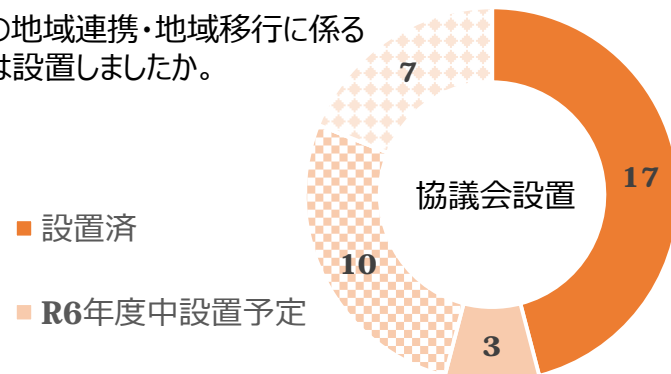 の地域連携・地域移行に係る
は設置しましたか。
7
17
協議会設置
設置済
10
R6年度中設置予定
3